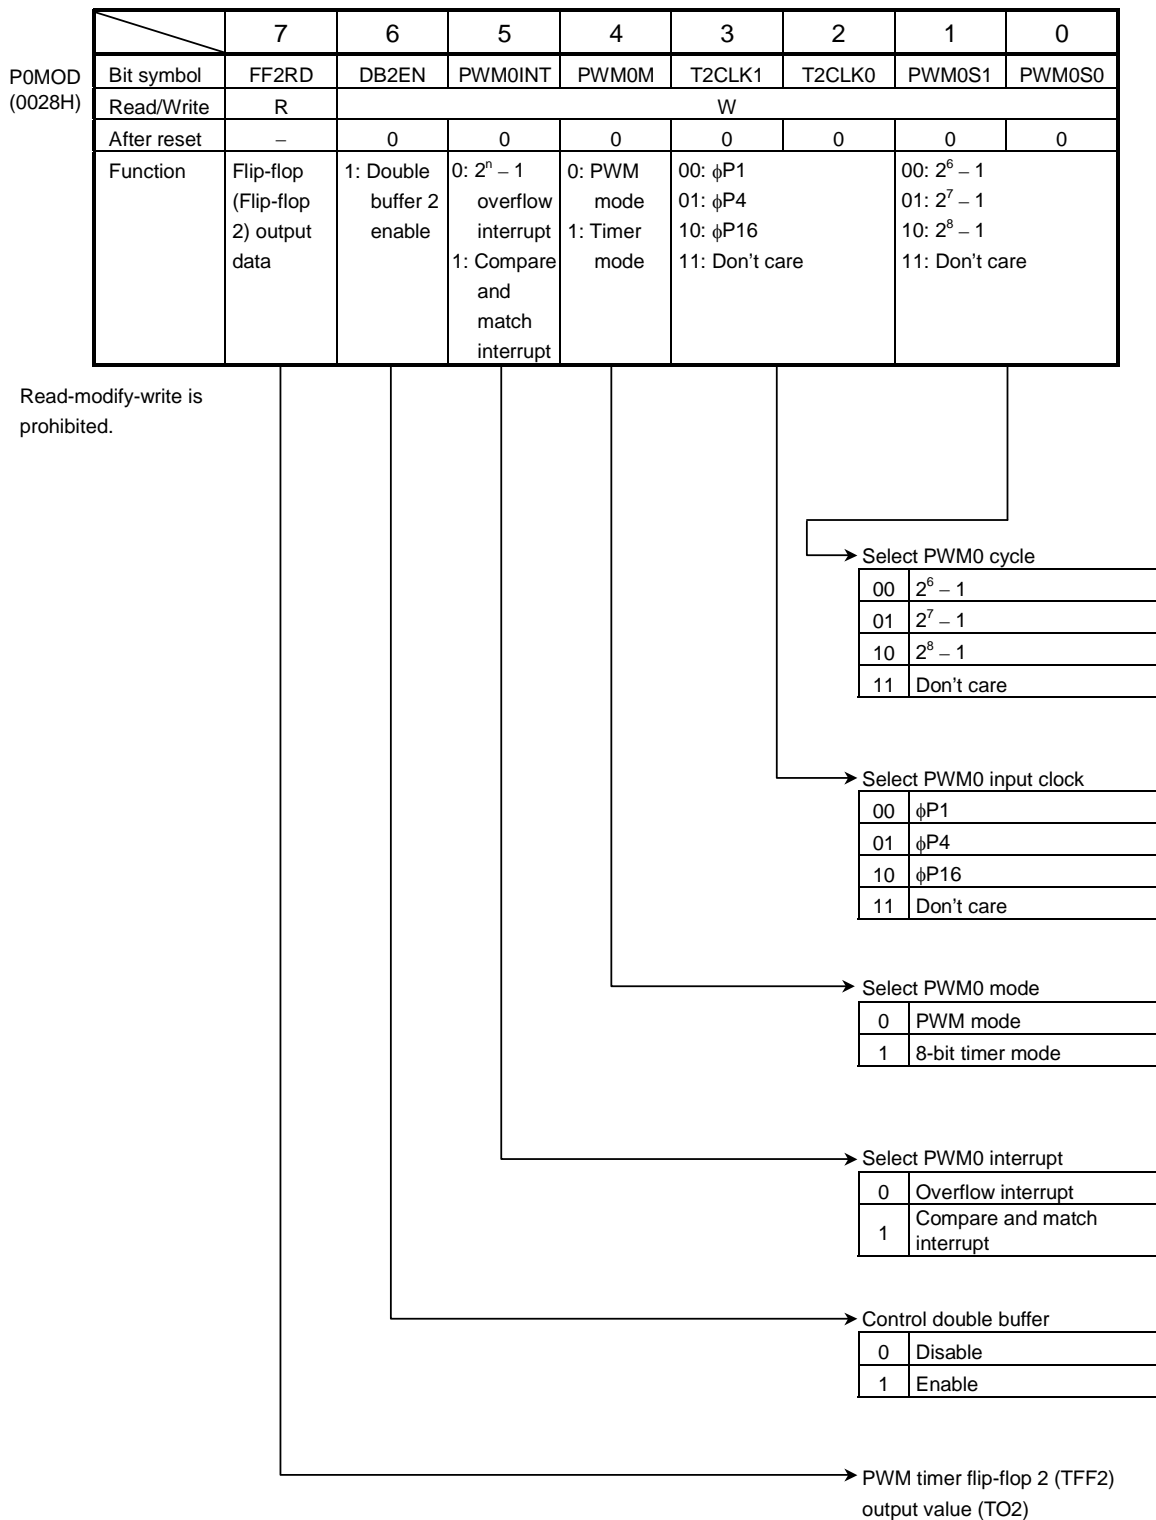 7 6 5 4 3 2 1 0
P0MOD (0028H)
Bit symbol FF2RD DB2EN PWM0INT PWM0M T2CLK1 T2CLK0 PWM0S1 PWM0S0
Read/Write R W
After reset – 0 0 0 0 0 0 0
Function
Flip-flop
(Flip-flop
2) output
data
1: Double
buffer 2
enable
0: 2ⁿ – 1
overflow
interrupt
1: Compare
and
match
interrupt
0: PWM
mode
1: Timer
mode
00: ϕP1
01: ϕP4
10: ϕP16
11: Don't care
00: 2⁶ – 1
01: 2⁷ – 1
10: 2⁸ – 1
11: Don't care
Read-modify-write is
prohibited.
Select PWM0 cycle
00 2⁶ – 1
01 2⁷ – 1
10 2⁸ – 1
11 Don't care
Select PWM0 input clock
00 ϕP1
01 ϕP4
10 ϕP16
11 Don't care
Select PWM0 mode
0 PWM mode
1 8-bit timer mode
Select PWM0 interrupt
0 Overflow interrupt
1 Compare and match
interrupt
Control double buffer
0 Disable
1 Enable
PWM timer flip-flop 2 (TFF2)
output value (TO2)